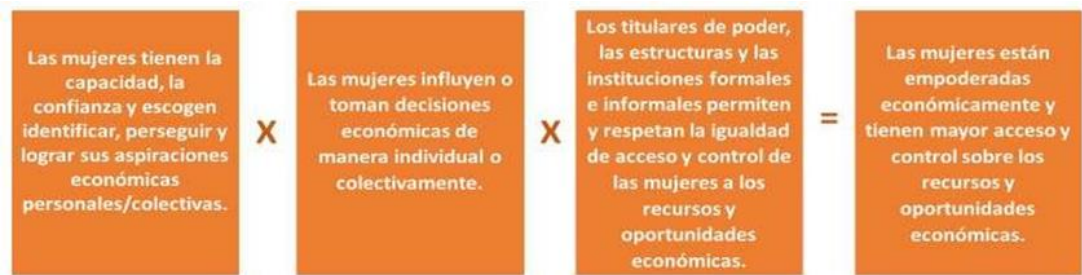 Las mujeres tienen la
capacidad, la
confianza y escogen
identificar, perseguir y
lograr sus aspiraciones
económicas
personales/colectivas.
X
Las mujeres influyen o
toman decisiones
económicas de
manera individual o
colectivamente.
X
Los titulares de poder,
las estructuras y las
instituciones formales
e informales permiten
y respetan la igualdad
de acceso y control de
las mujeres a los
recursos y
oportunidades
económicas.
=
Las mujeres están
empoderadas
económicamente y
tienen mayor acceso y
control sobre los
recursos y
oportunidades
económicas.